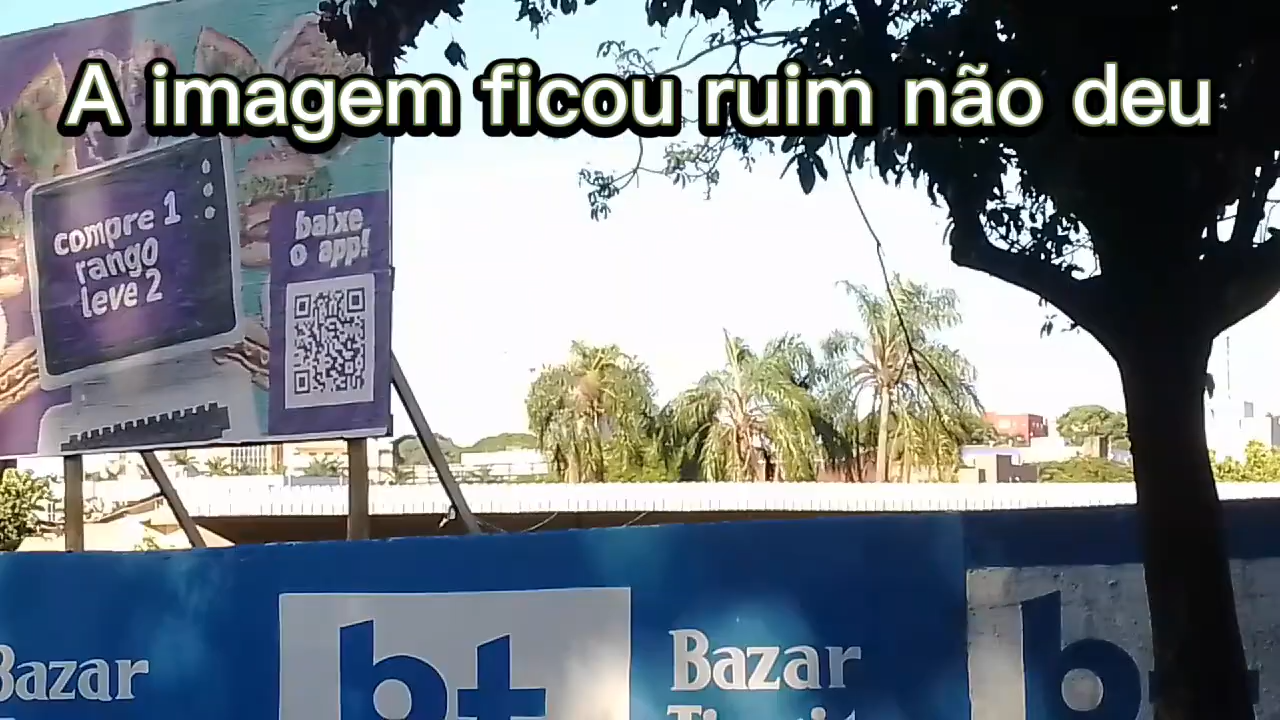 A imagem ficou ruim não deu
compre 1
rango
leve 2
baixe
o app!
Bazar
bt
Bazar
b